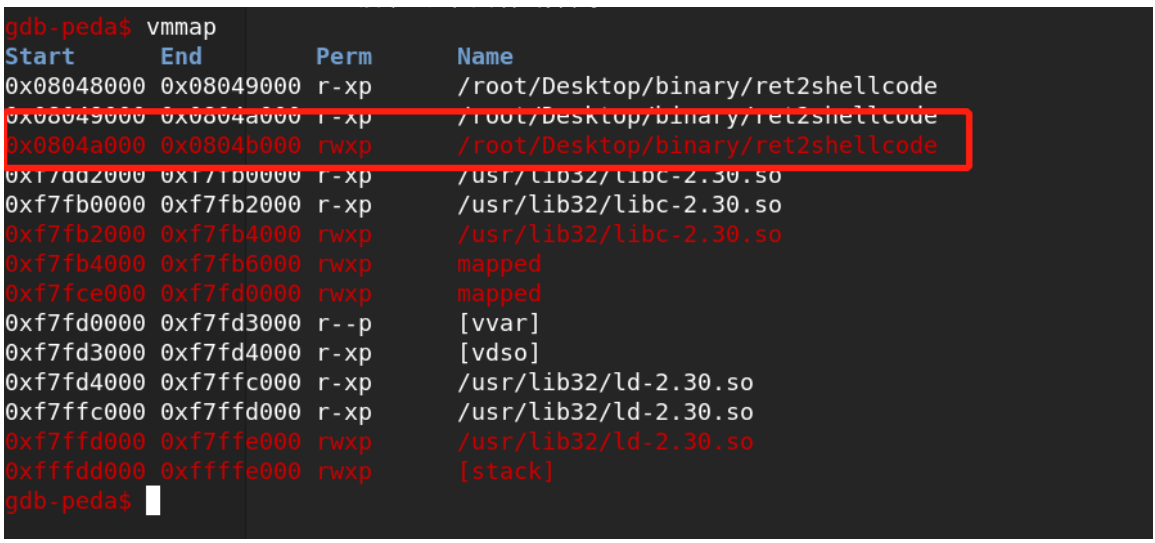 gdb-peda$ vmmap
Start End Perm Name
0x08048000 0x08049000 r-xp /root/Desktop/binary/ret2shellcode
0x08049000 0x0804a000 r-xp /root/Desktop/binary/ret2shellcode
0x0804a000 0x0804b000 rwxp /root/Desktop/binary/ret2shellcode
0xf7dd2000 0xf7fb0000 r-xp /usr/lib32/libc-2.30.so
0xf7fb0000 0xf7fb2000 r-xp /usr/lib32/libc-2.30.so
0xf7fb2000 0xf7fb4000 rwxp /usr/lib32/libc-2.30.so
0xf7fb4000 0xf7fb6000 rwxp mapped
0xf7fce000 0xf7fd0000 rwxp mapped
0xf7fd0000 0xf7fd3000 r--p [vvar]
0xf7fd3000 0xf7fd4000 r-xp [vdso]
0xf7fd4000 0xf7ffc000 r-xp /usr/lib32/ld-2.30.so
0xf7ffc000 0xf7ffd000 r-xp /usr/lib32/ld-2.30.so
0xf7ffd000 0xf7ffe000 rwxp /usr/lib32/ld-2.30.so
0xfffdd000 0xffffe000 rwxp [stack]
gdb-peda$